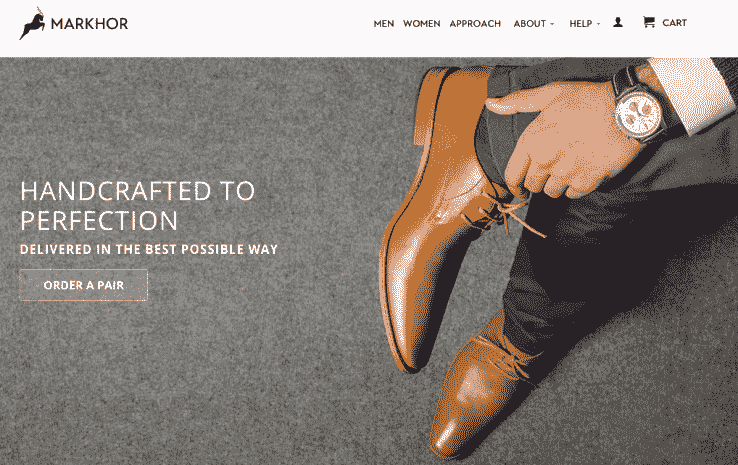 MARKHOR
MEN WOMEN APPROACH ABOUT HELP CART
HANDCRAFTED TO
PERFECTION
DELIVERED IN THE BEST POSSIBLE WAY
ORDER A PAIR